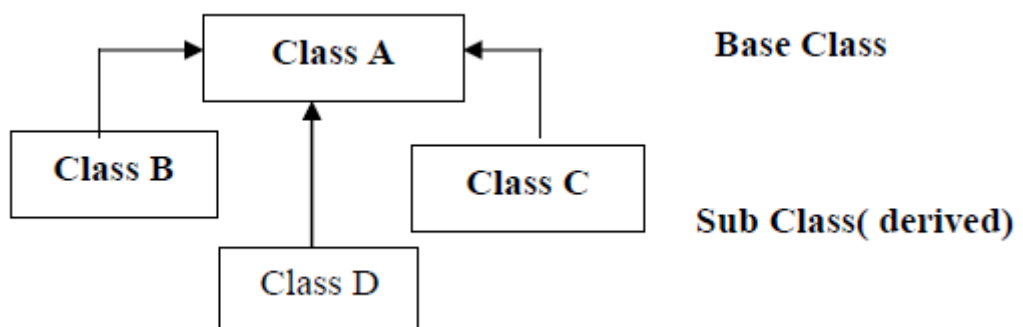 Class A
Base Class
Class B
Class C
Sub Class( derived)
Class D